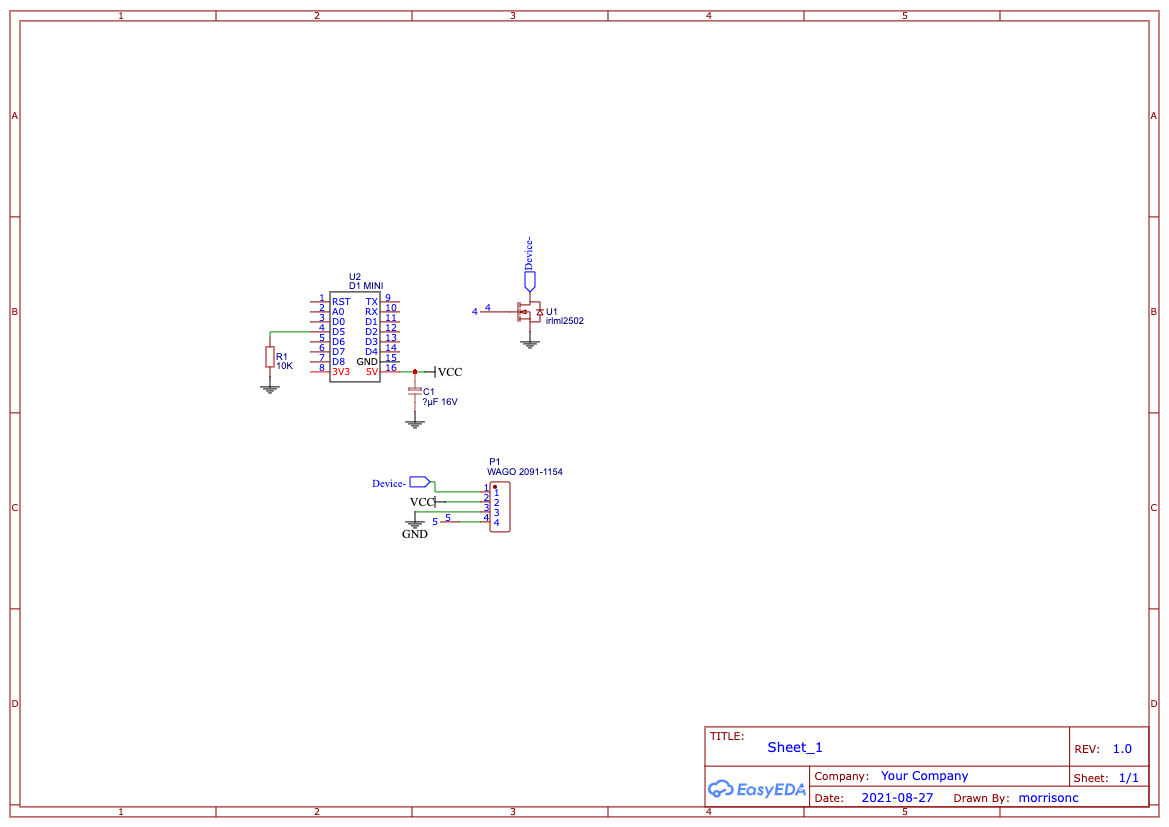 1 2 3 4 5
A A
Device-
U2
D1 MINI
1 RST TX 9
2 A0 RX 10
3 D0 D1 11
4 D5 D2 12
5 D6 D3 13
6 D7 D4 14
7 D8 GND 15
8 3V3 5V 16
4 4
U1
irlml2502
B B
R1
10K
VCC
C1
?µF 16V
P1
WAGO 2091-1154
Device-
1 1
VCC 2 2
3 3
5 5 4 4
GND
C C
D D
TITLE:
Sheet_1
REV: 1.0
EasyEDA
Company: Your Company
Sheet: 1/1
Date: 2021-08-27 Drawn By: morrisonc
1 2 3 4 5